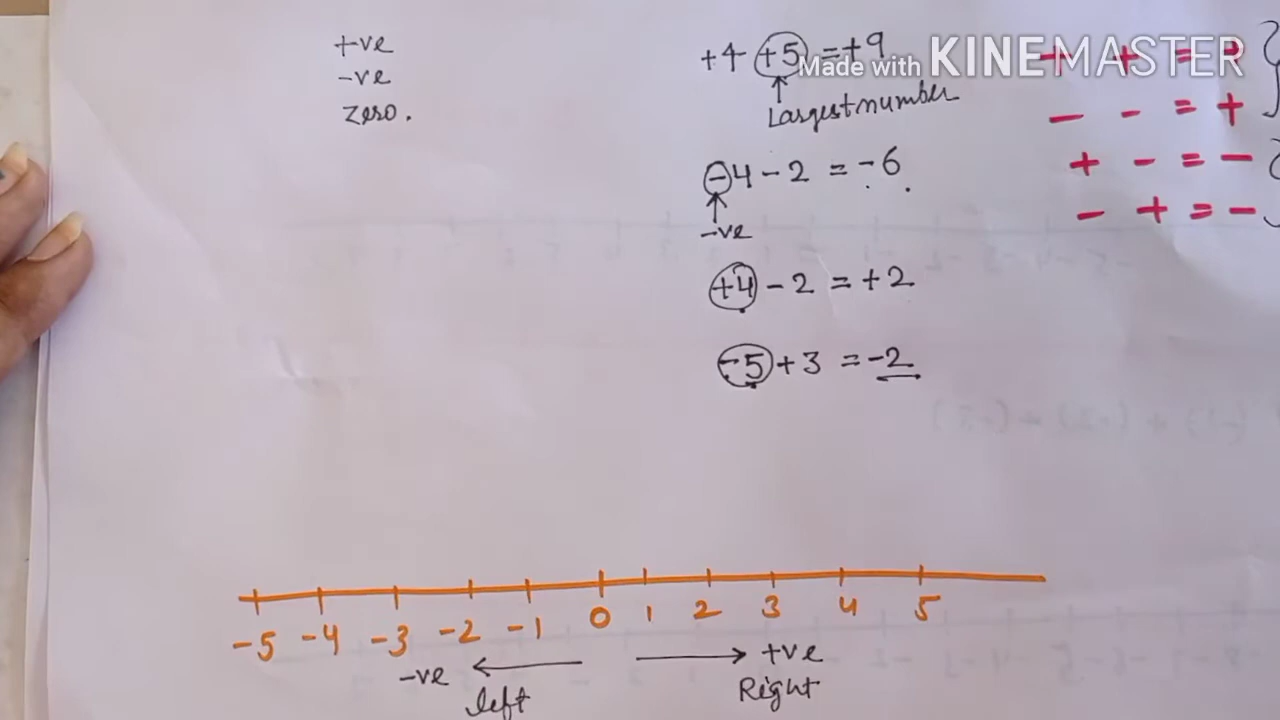 +ve
-ve
Zero.
+4 +5 = +9
Largest number
-4 - 2 = -6
-ve
+4 - 2 = +2
-5 + 3 = -2
Made with KINEMASTER
+ + = +
- - = +
+ - = -
- + = -
-5 -4 -3 -2 -1 0 1 2 3 4 5
-ve ← → +ve
left Right